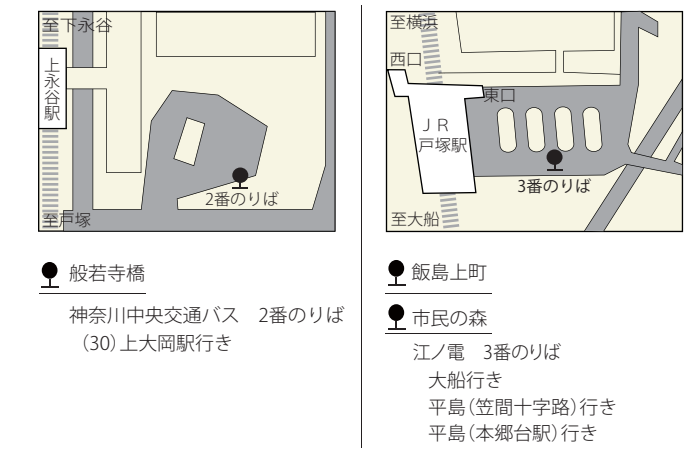 至下永谷
上永谷駅
2番のりば
至戸塚
般若寺橋
神奈川中央交通バス　2番のりば
（30）上大岡駅行き
至横浜
西口
東口
ＪＲ
戸塚駅
3番のりば
至大船
飯島上町
市民の森
江ノ電　3番のりば
大船行き
平島（笠間十字路）行き
平島（本郷台駅）行き